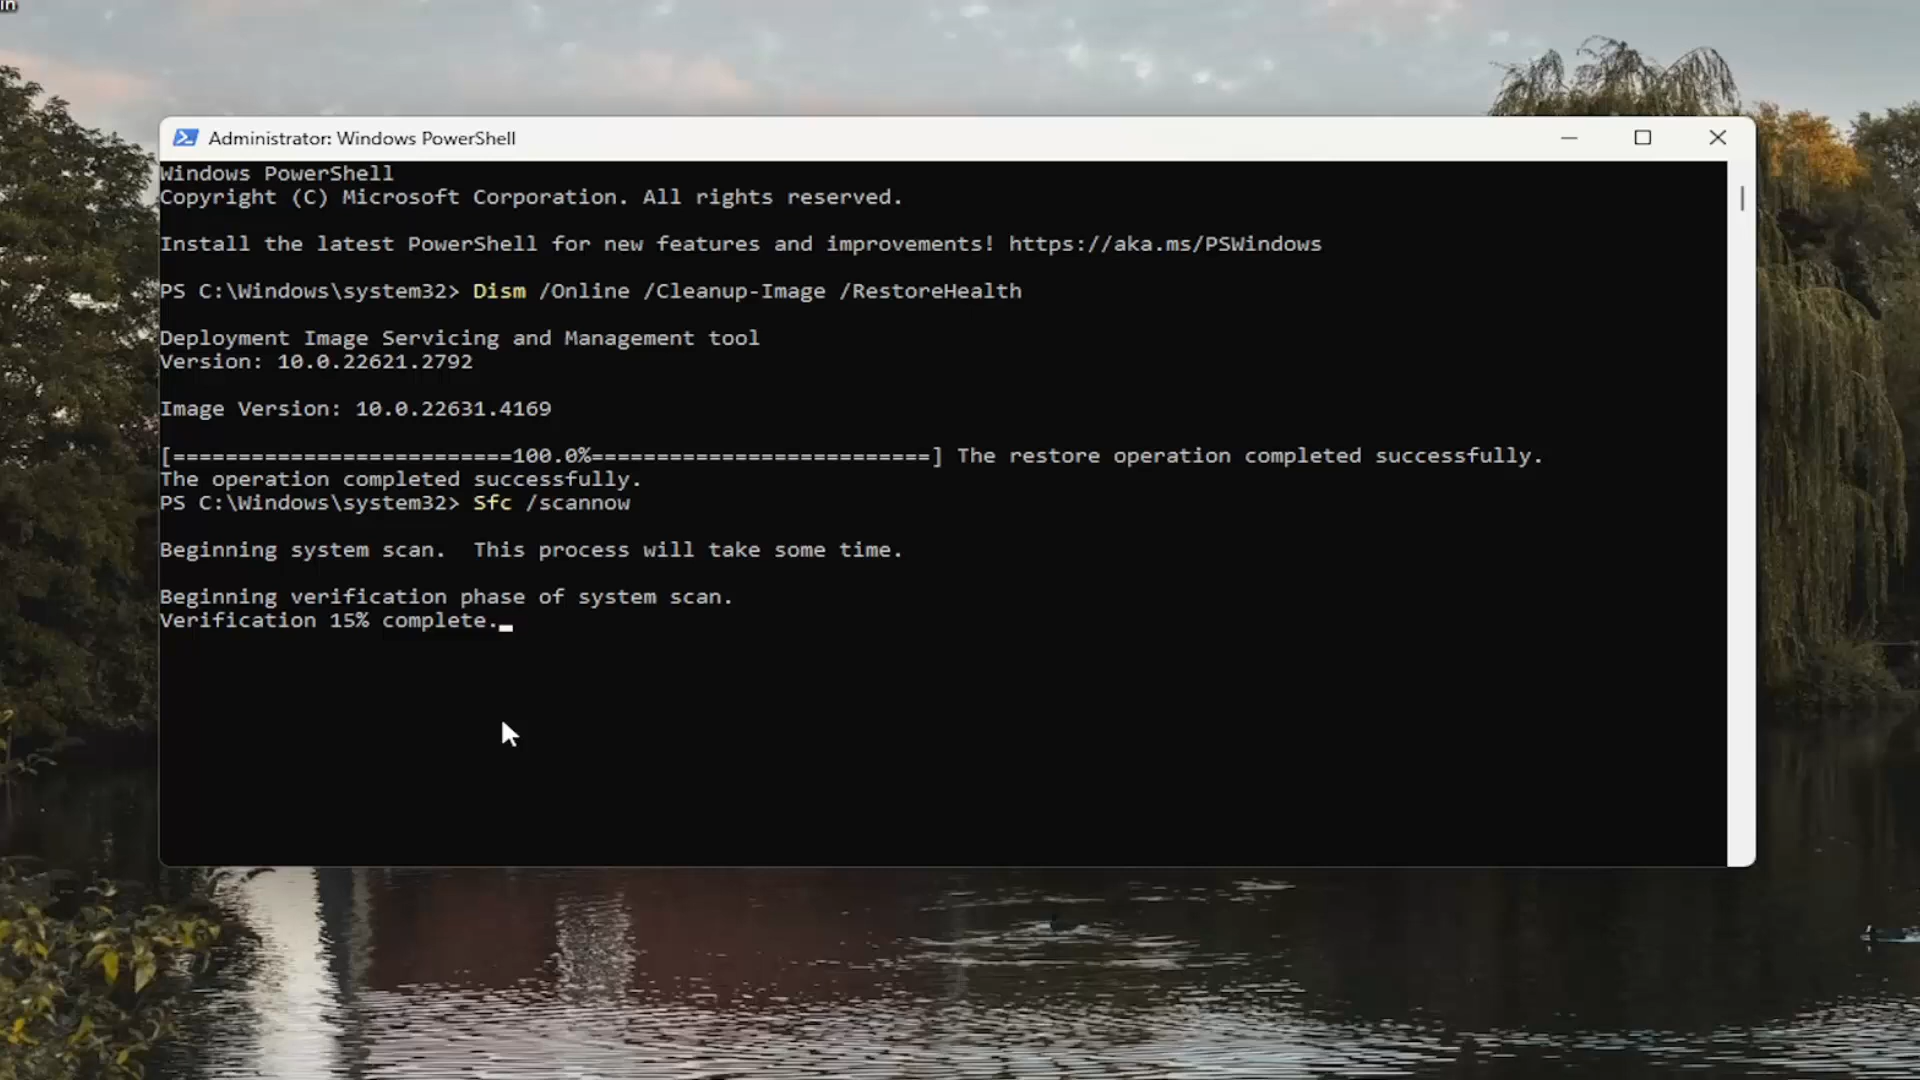 in
Administrator: Windows PowerShell
Windows PowerShell
Copyright (C) Microsoft Corporation. All rights reserved.
Install the latest PowerShell for new features and improvements! https://aka.ms/PSWindows
PS C:\Windows\system32> Dism /Online /Cleanup-Image /RestoreHealth
Deployment Image Servicing and Management tool
Version: 10.0.22621.2792
Image Version: 10.0.22631.4169
[==========================100.0%==========================] The restore operation completed successfully.
The operation completed successfully.
PS C:\Windows\system32> Sfc /scannow
Beginning system scan.  This process will take some time.
Beginning verification phase of system scan.
Verification 15% complete.